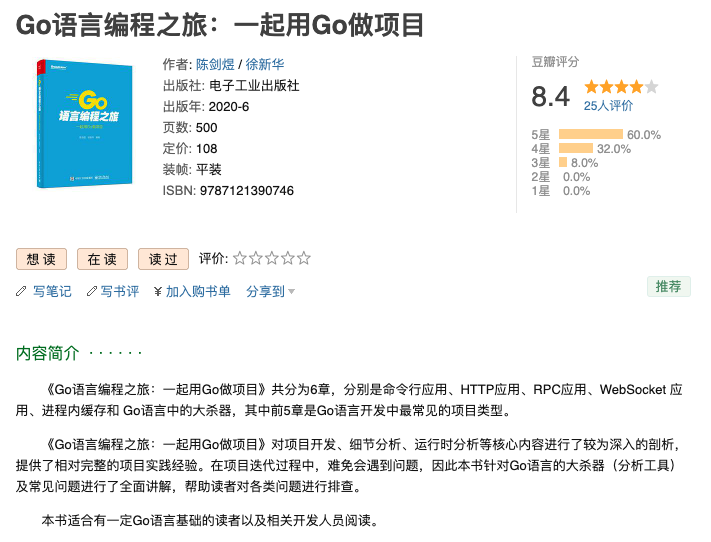 Go语言编程之旅：一起用Go做项目
作者: 陈剑煜 / 徐新华
出版社: 电子工业出版社
出版年: 2020-6
页数: 500
定价: 108
装帧: 平装
ISBN: 9787121390746
Go
语言编程之旅
豆瓣评分
8.4
25人评价
5星 60.0%
4星 32.0%
3星 8.0%
2星 0.0%
1星 0.0%
想读 在读 读过 评价:
写笔记 写书评 ¥加入购书单 分享到
推荐
内容简介 · · · · · ·
《Go语言编程之旅：一起用Go做项目》共分为6章，分别是命令行应用、HTTP应用、RPC应用、WebSocket 应
用、进程内缓存和 Go语言中的大杀器，其中前5章是Go语言开发中最常见的项目类型。
《Go语言编程之旅：一起用Go做项目》对项目开发、细节分析、运行时分析等核心内容进行了较为深入的剖析，
提供了相对完整的项目实践经验。在项目迭代过程中，难免会遇到问题，因此本书针对Go语言的大杀器（分析工具）
及常见问题进行了全面讲解，帮助读者对各类问题进行排查。
本书适合有一定Go语言基础的读者以及相关开发人员阅读。